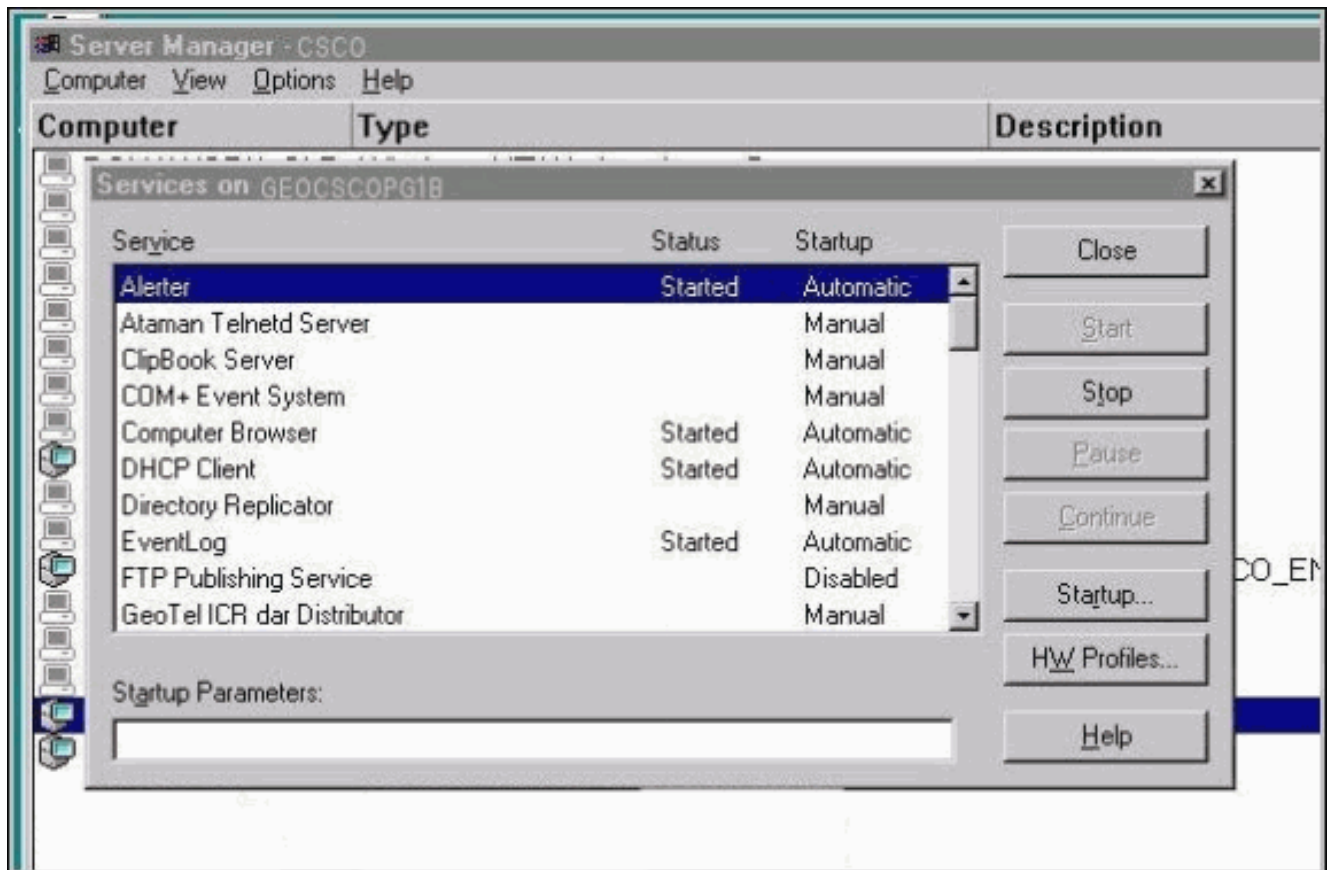 Server Manager - CSCO
Computer View Options Help
Computer Type Description
Services on GEOCSCOPG1B
Service Status Startup
Alerter Started Automatic
Ataman Telnetd Server Manual
ClipBook Server Manual
COM+ Event System Manual
Computer Browser Started Automatic
DHCP Client Started Automatic
Directory Replicator Manual
EventLog Started Automatic
FTP Publishing Service Disabled
GeoTel ICR dar Distributor Manual
Startup Parameters:
Close
Start
Stop
Pause
Continue
Startup...
HW Profiles...
Help
CO_EN